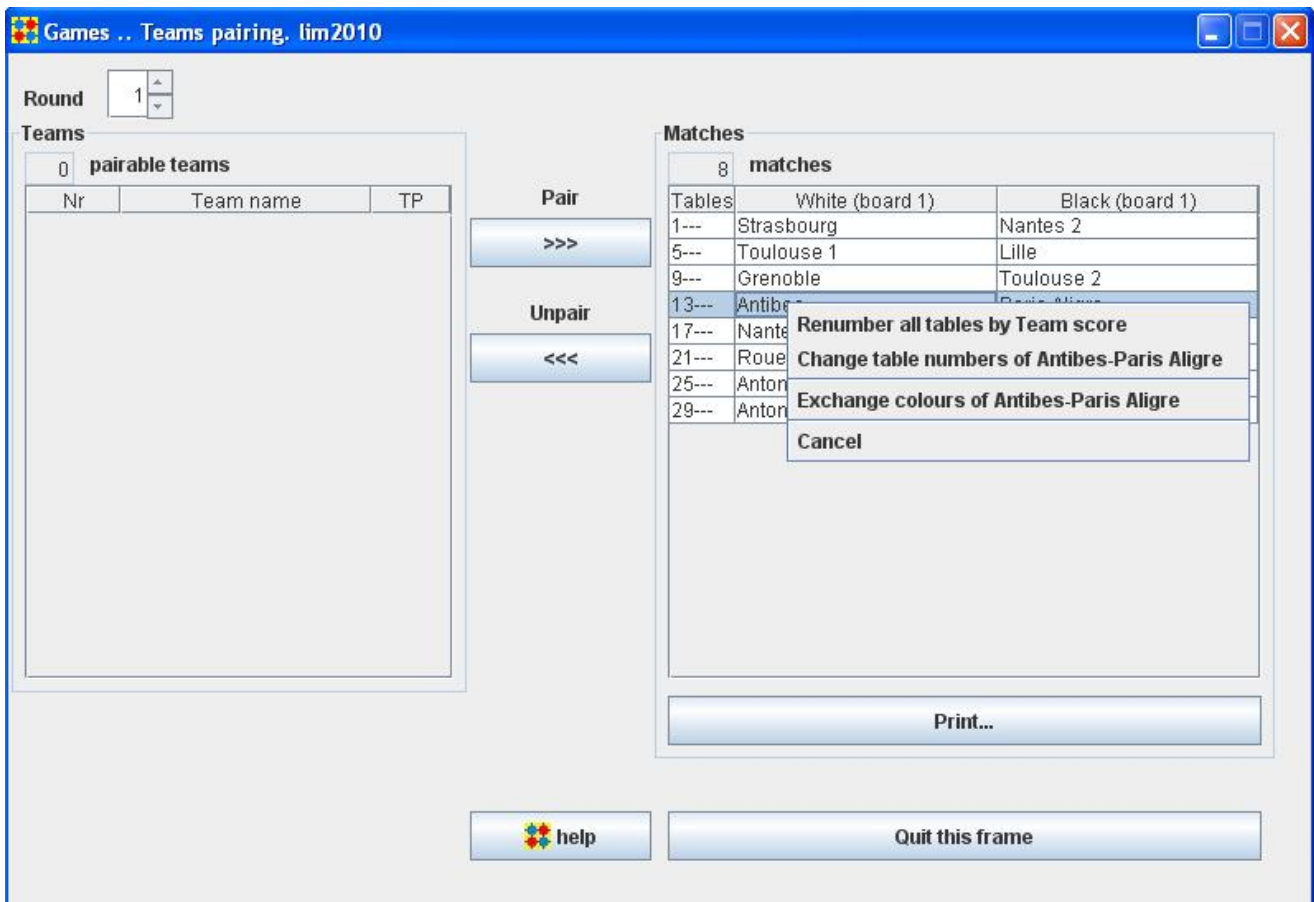 Games .. Teams pairing. lim2010
Round 1
Teams
0 pairable teams
Nr Team name TP
Pair
>>>
Unpair
<<<
Matches
8 matches
Tables White (board 1) Black (board 1)
1--- Strasbourg Nantes 2
5--- Toulouse 1 Lille
9--- Grenoble Toulouse 2
13---
17---
21---
25---
29---
Renumber all tables by Team score
Change table numbers of Antibes-Paris Aligre
Exchange colours of Antibes-Paris Aligre
Cancel
Print...
help
Quit this frame